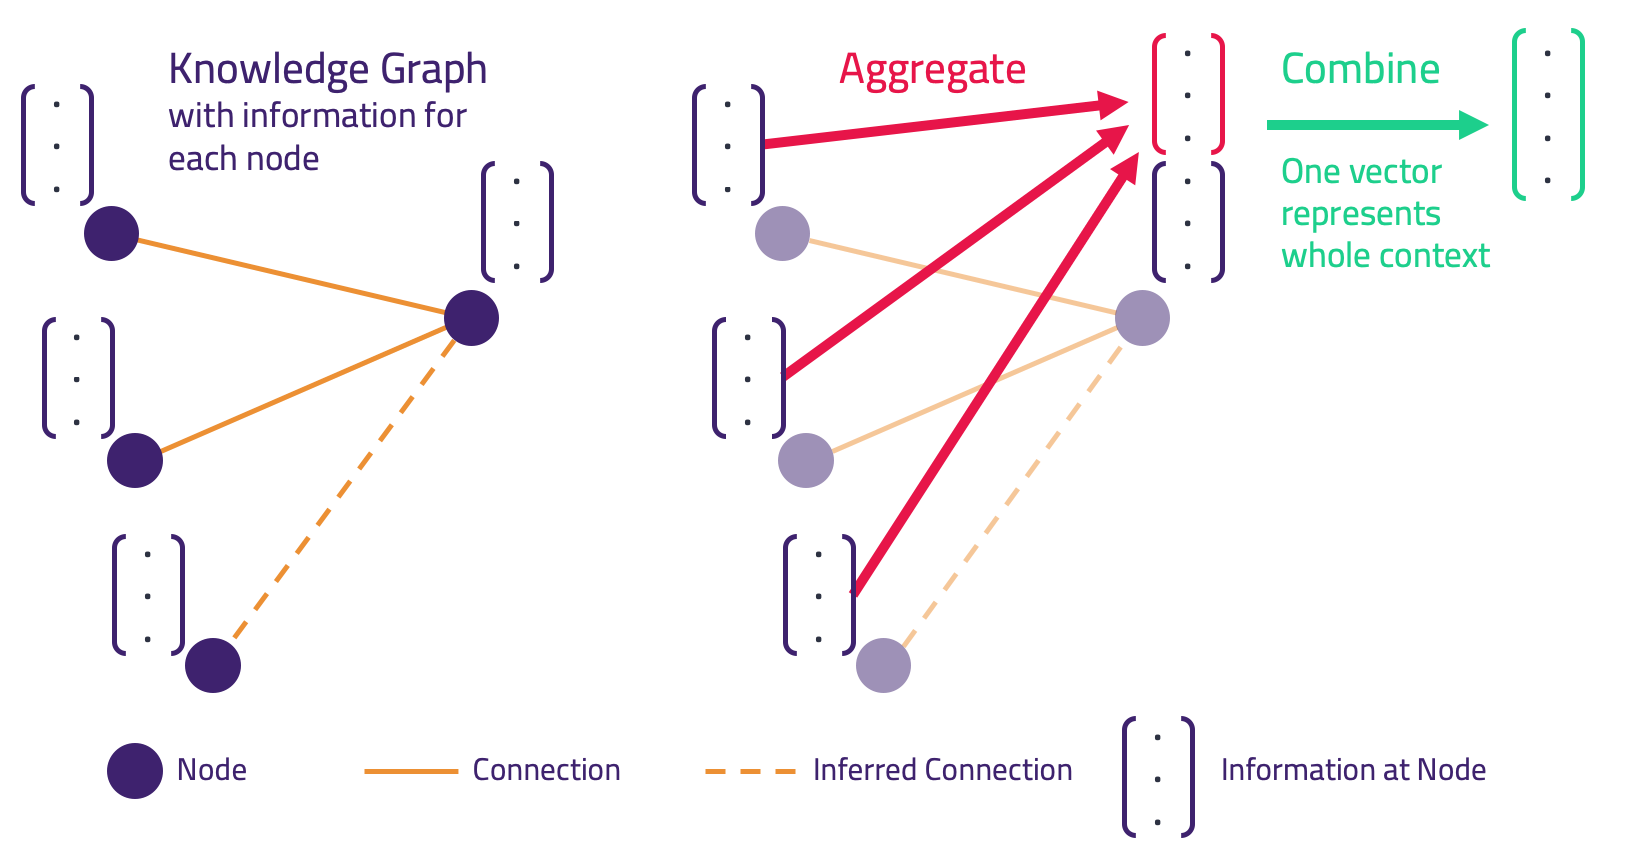 Knowledge Graph
with information for
each node
Aggregate
Combine
One vector
represents
whole context
Node
Connection
Inferred Connection
Information at Node